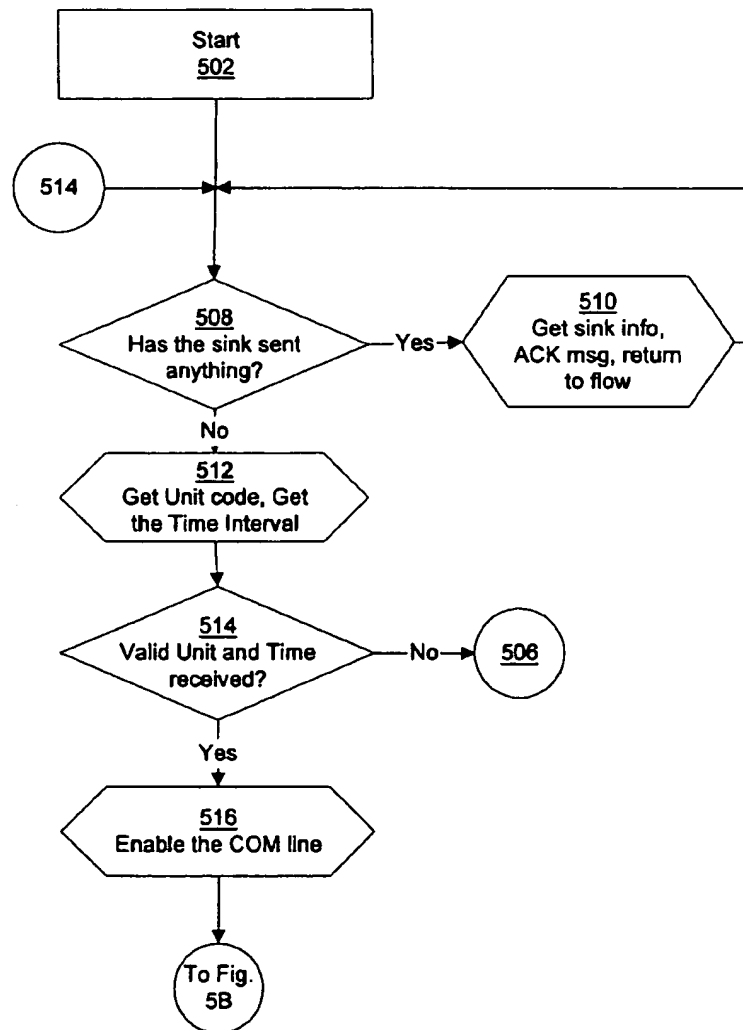 Start
502
514
508
Has the sink sent
anything?
Yes
510
Get sink info,
ACK msg, return
to flow
No
512
Get Unit code, Get
the Time Interval
514
Valid Unit and Time
received?
No
506
Yes
516
Enable the COM line
To Fig.
5B